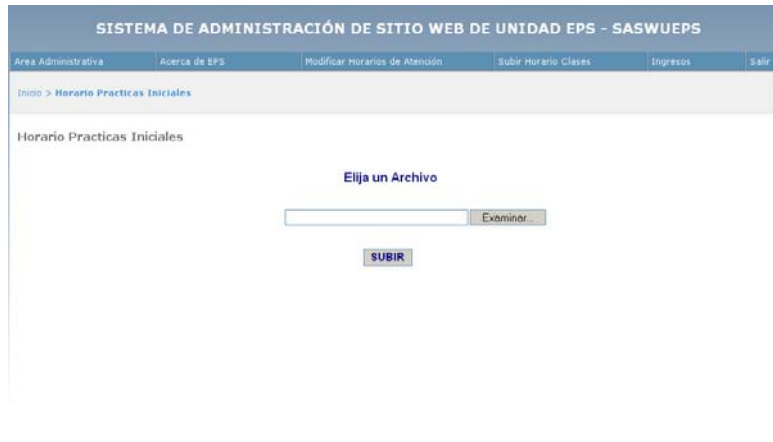 SISTEMA DE ADMINISTRACIÓN DE SITIO WEB DE UNIDAD EPS - SASWUEPS
Area Administrativa Acerca de EPS Modificar Horarios de Atención Subir Horario Clases Ingresos Salir
Inicio > Horario Practicas Iniciales
Horario Practicas Iniciales
Elija un Archivo
Examinar...
SUBIR